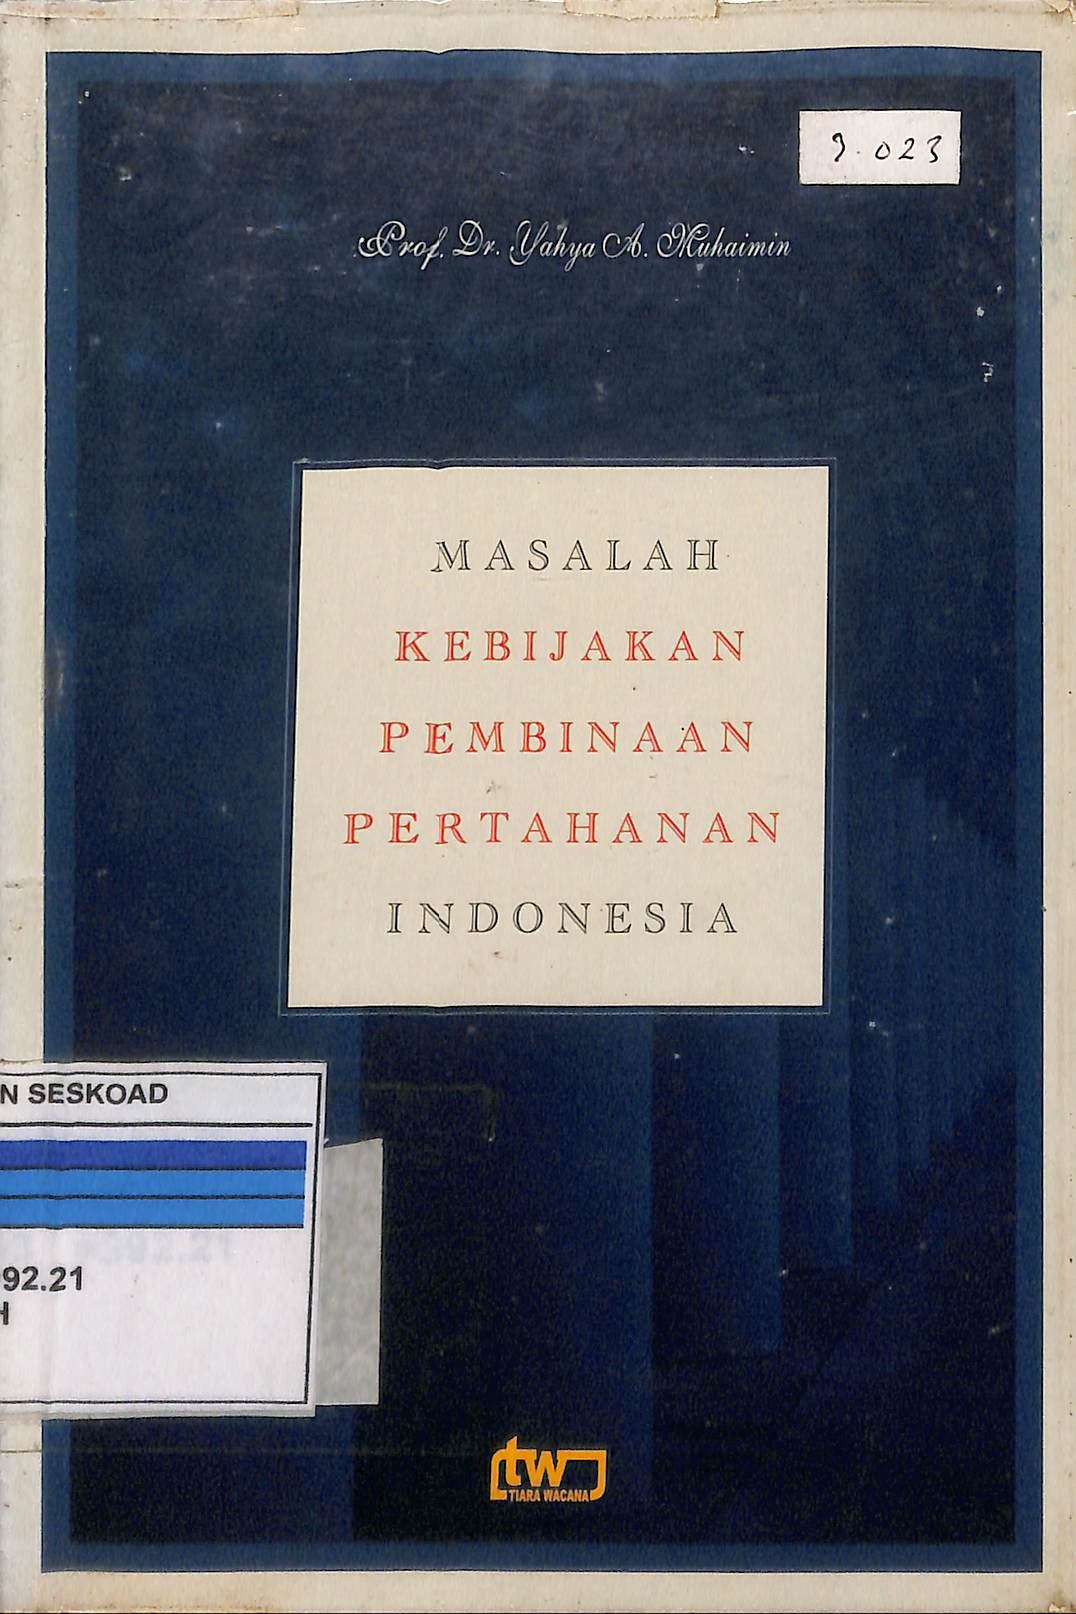 9.023
Prof. Dr. Yahya A. Muhaimin
MASALAH
KEBIJAKAN
PEMBINAAN
PERTAHANAN
INDONESIA
N SESKOAD
92.21
H
tw
TIARA WACANA